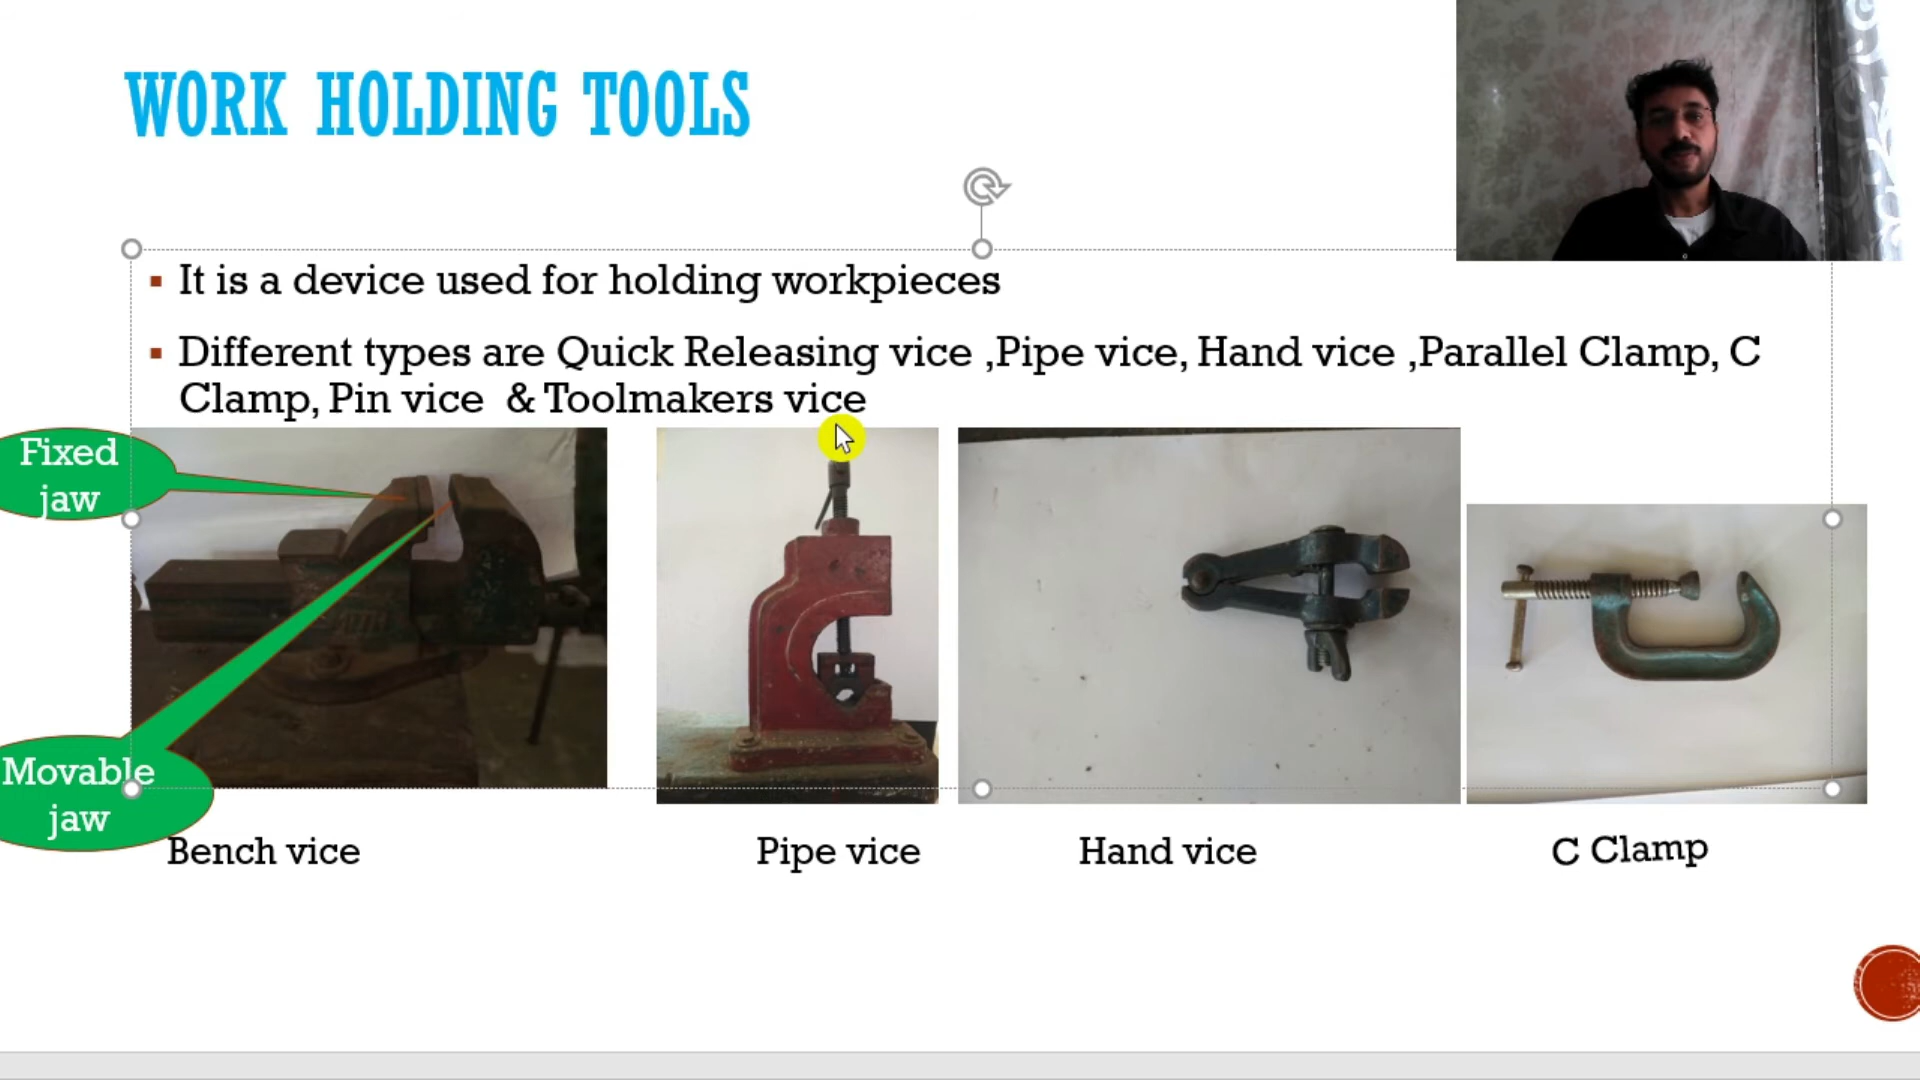 WORK HOLDING TOOLS
▪ It is a device used for holding workpieces
▪ Different types are Quick Releasing vice ,Pipe vice, Hand vice ,Parallel Clamp, C
Clamp, Pin vice & Toolmakers vice
Fixed
jaw
Movable
jaw
Bench vice
Pipe vice
Hand vice
C Clamp